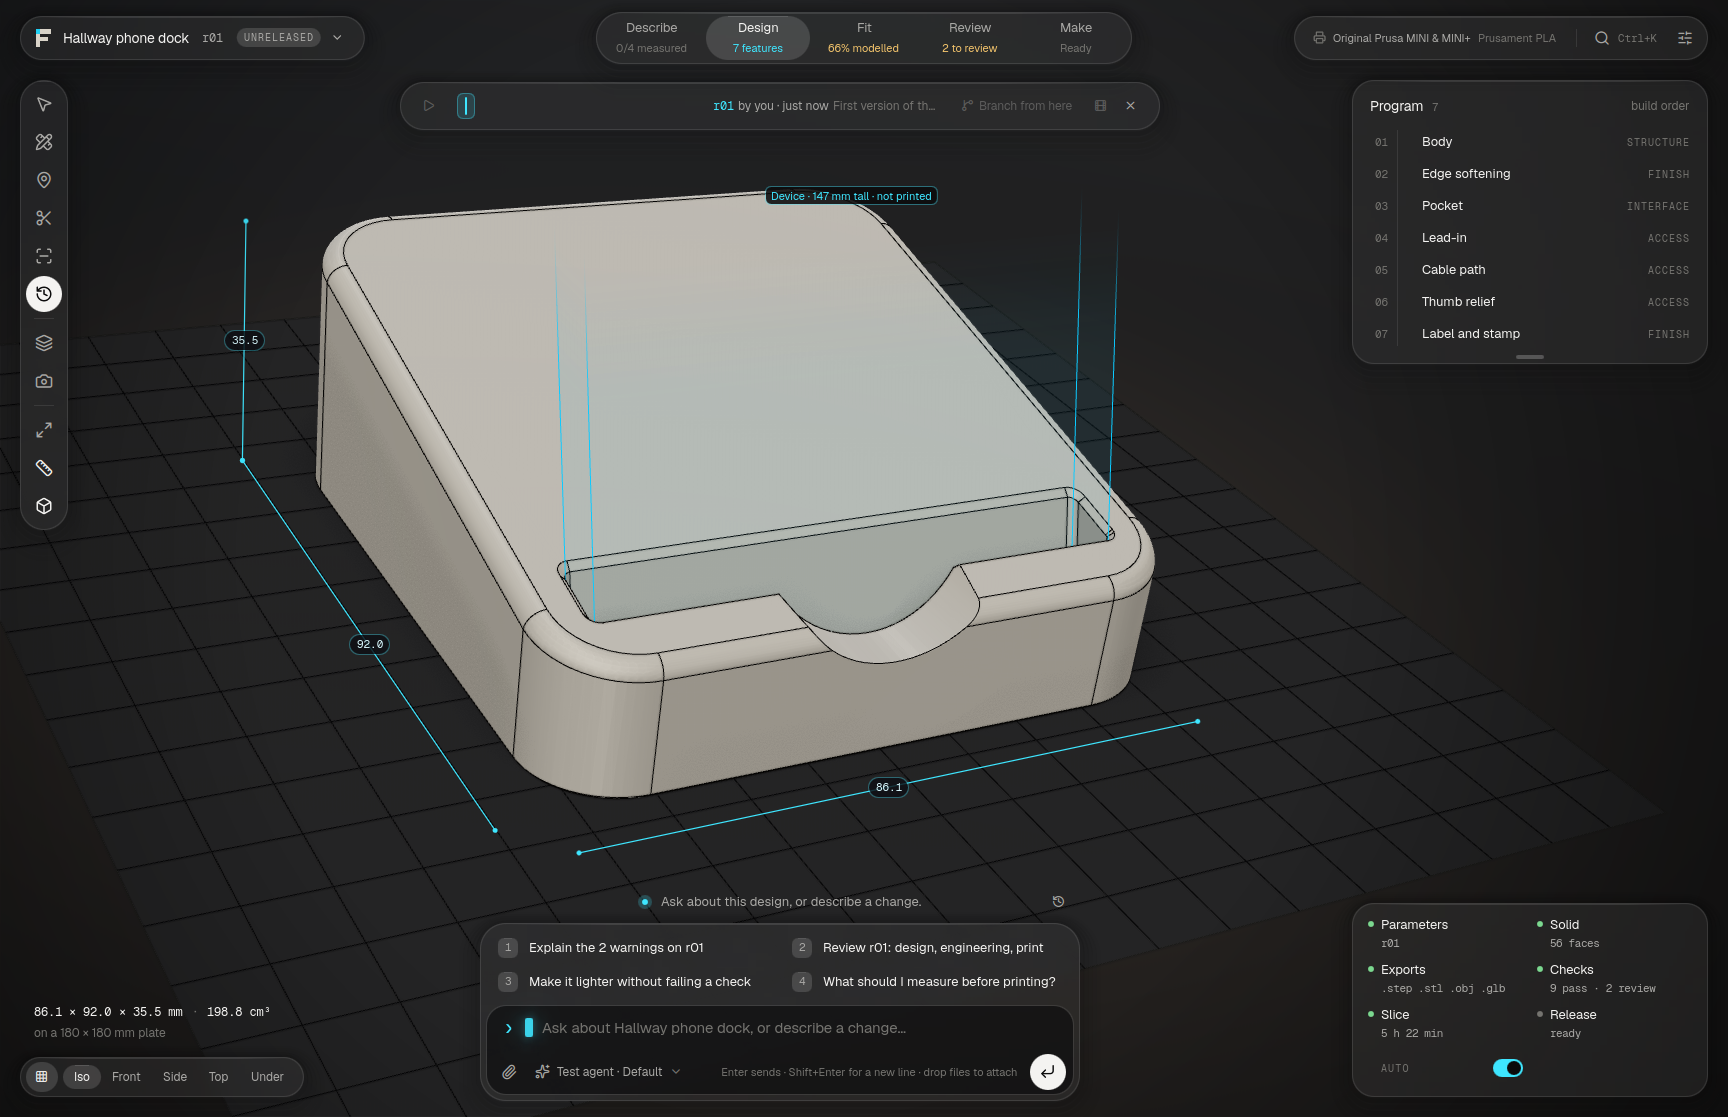 Hallway phone dock r01 UNRELEASED
Describe
0/4 measured
Design
7 features
Fit
66% modelled
Review
2 to review
Make
Ready
Original Prusa MINI & MINI+ Prusament PLA
Ctrl+K
r01 by you · just now First version of th…
Branch from here
Program 7 build order
01 Body STRUCTURE
02 Edge softening FINISH
03 Pocket INTERFACE
04 Lead-in ACCESS
05 Cable path ACCESS
06 Thumb relief ACCESS
07 Label and stamp FINISH
Device · 147 mm tall · not printed
35.5
92.0
86.1
Ask about this design, or describe a change.
1 Explain the 2 warnings on r01
2 Review r01: design, engineering, print
3 Make it lighter without failing a check
4 What should I measure before printing?
Ask about Hallway phone dock, or describe a change…
Test agent · Default
Enter sends · Shift+Enter for a new line · drop files to attach
86.1 × 92.0 × 35.5 mm · 198.8 cm³
on a 180 × 180 mm plate
Iso Front Side Top Under
Parameters
r01
Solid
56 faces
Exports
.step .stl .obj .glb
Checks
9 pass · 2 review
Slice
5 h 22 min
Release
ready
AUTO